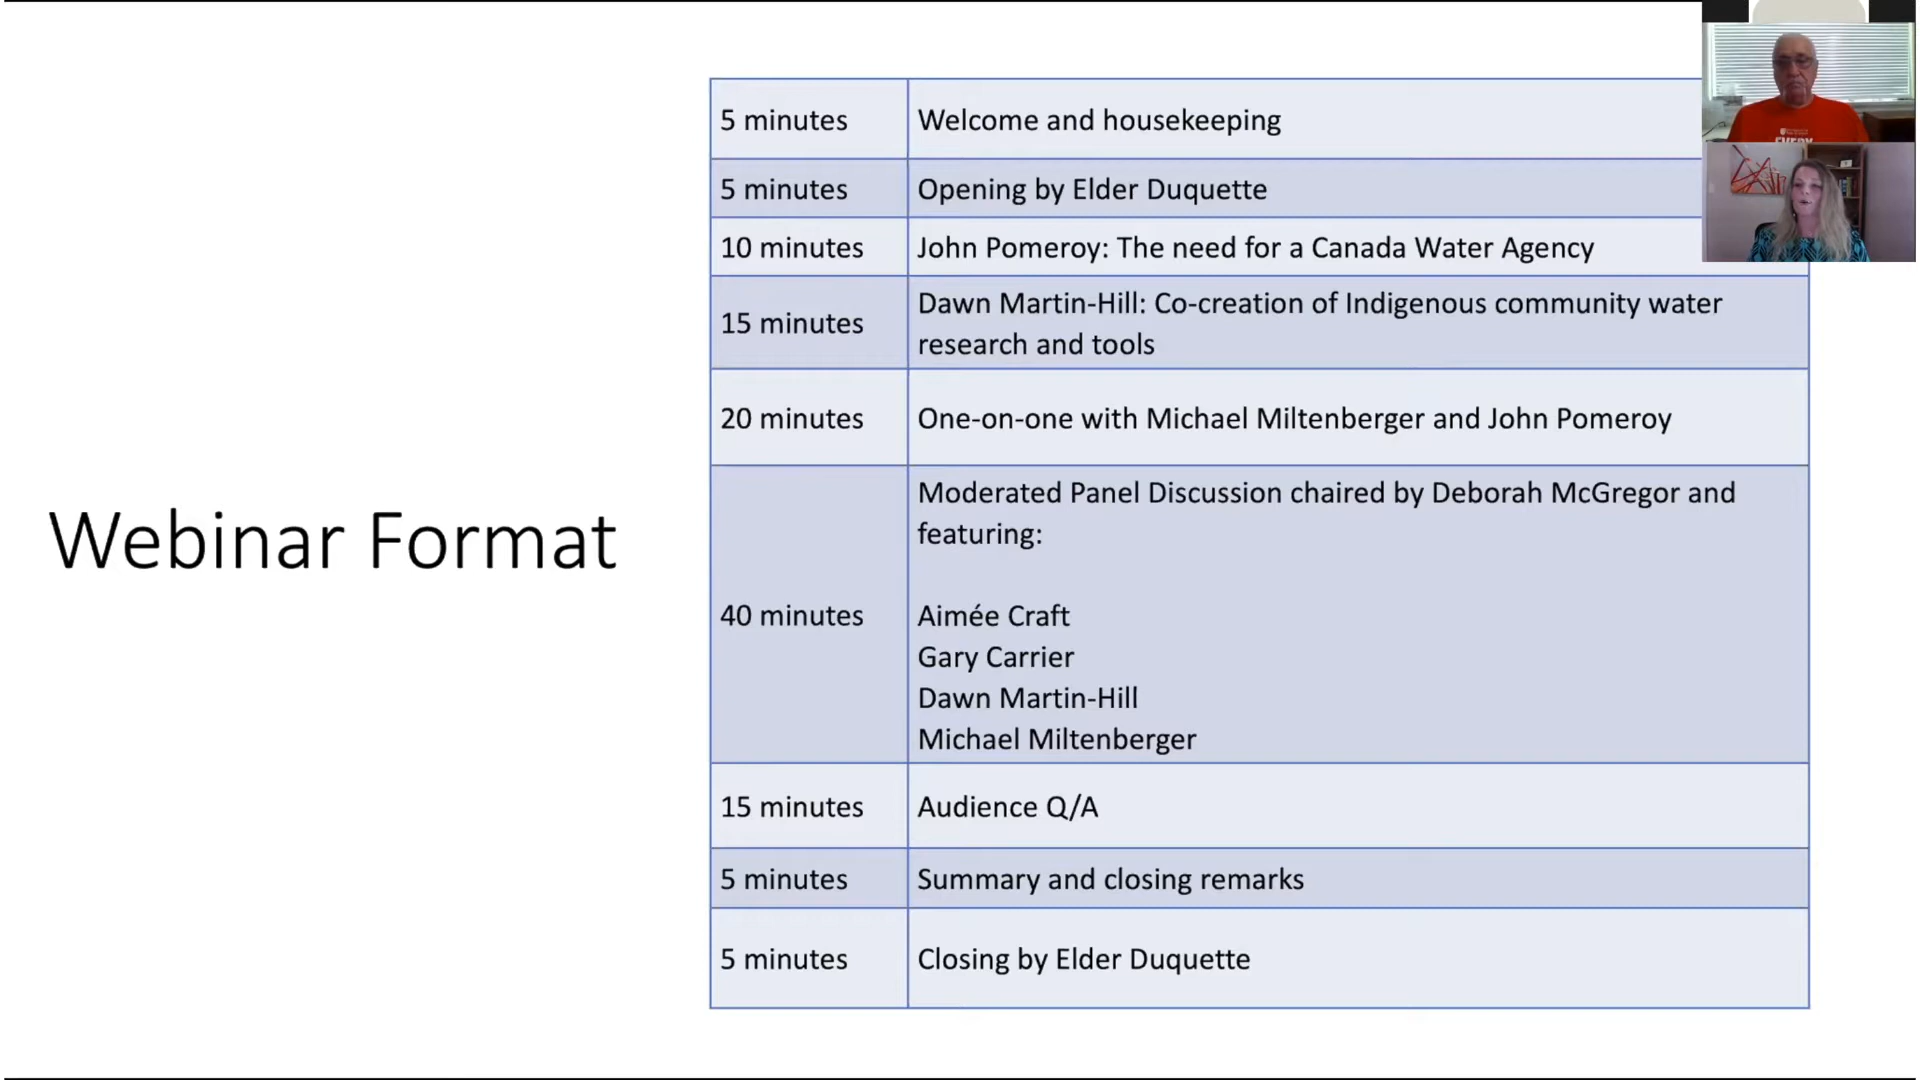 Webinar Format
5 minutes
Welcome and housekeeping
5 minutes
Opening by Elder Duquette
10 minutes
John Pomeroy: The need for a Canada Water Agency
15 minutes
Dawn Martin-Hill: Co-creation of Indigenous community water
research and tools
20 minutes
One-on-one with Michael Miltenberger and John Pomeroy
40 minutes
Moderated Panel Discussion chaired by Deborah McGregor and
featuring:
Aimée Craft
Gary Carrier
Dawn Martin-Hill
Michael Miltenberger
15 minutes
Audience Q/A
5 minutes
Summary and closing remarks
5 minutes
Closing by Elder Duquette
EVERY